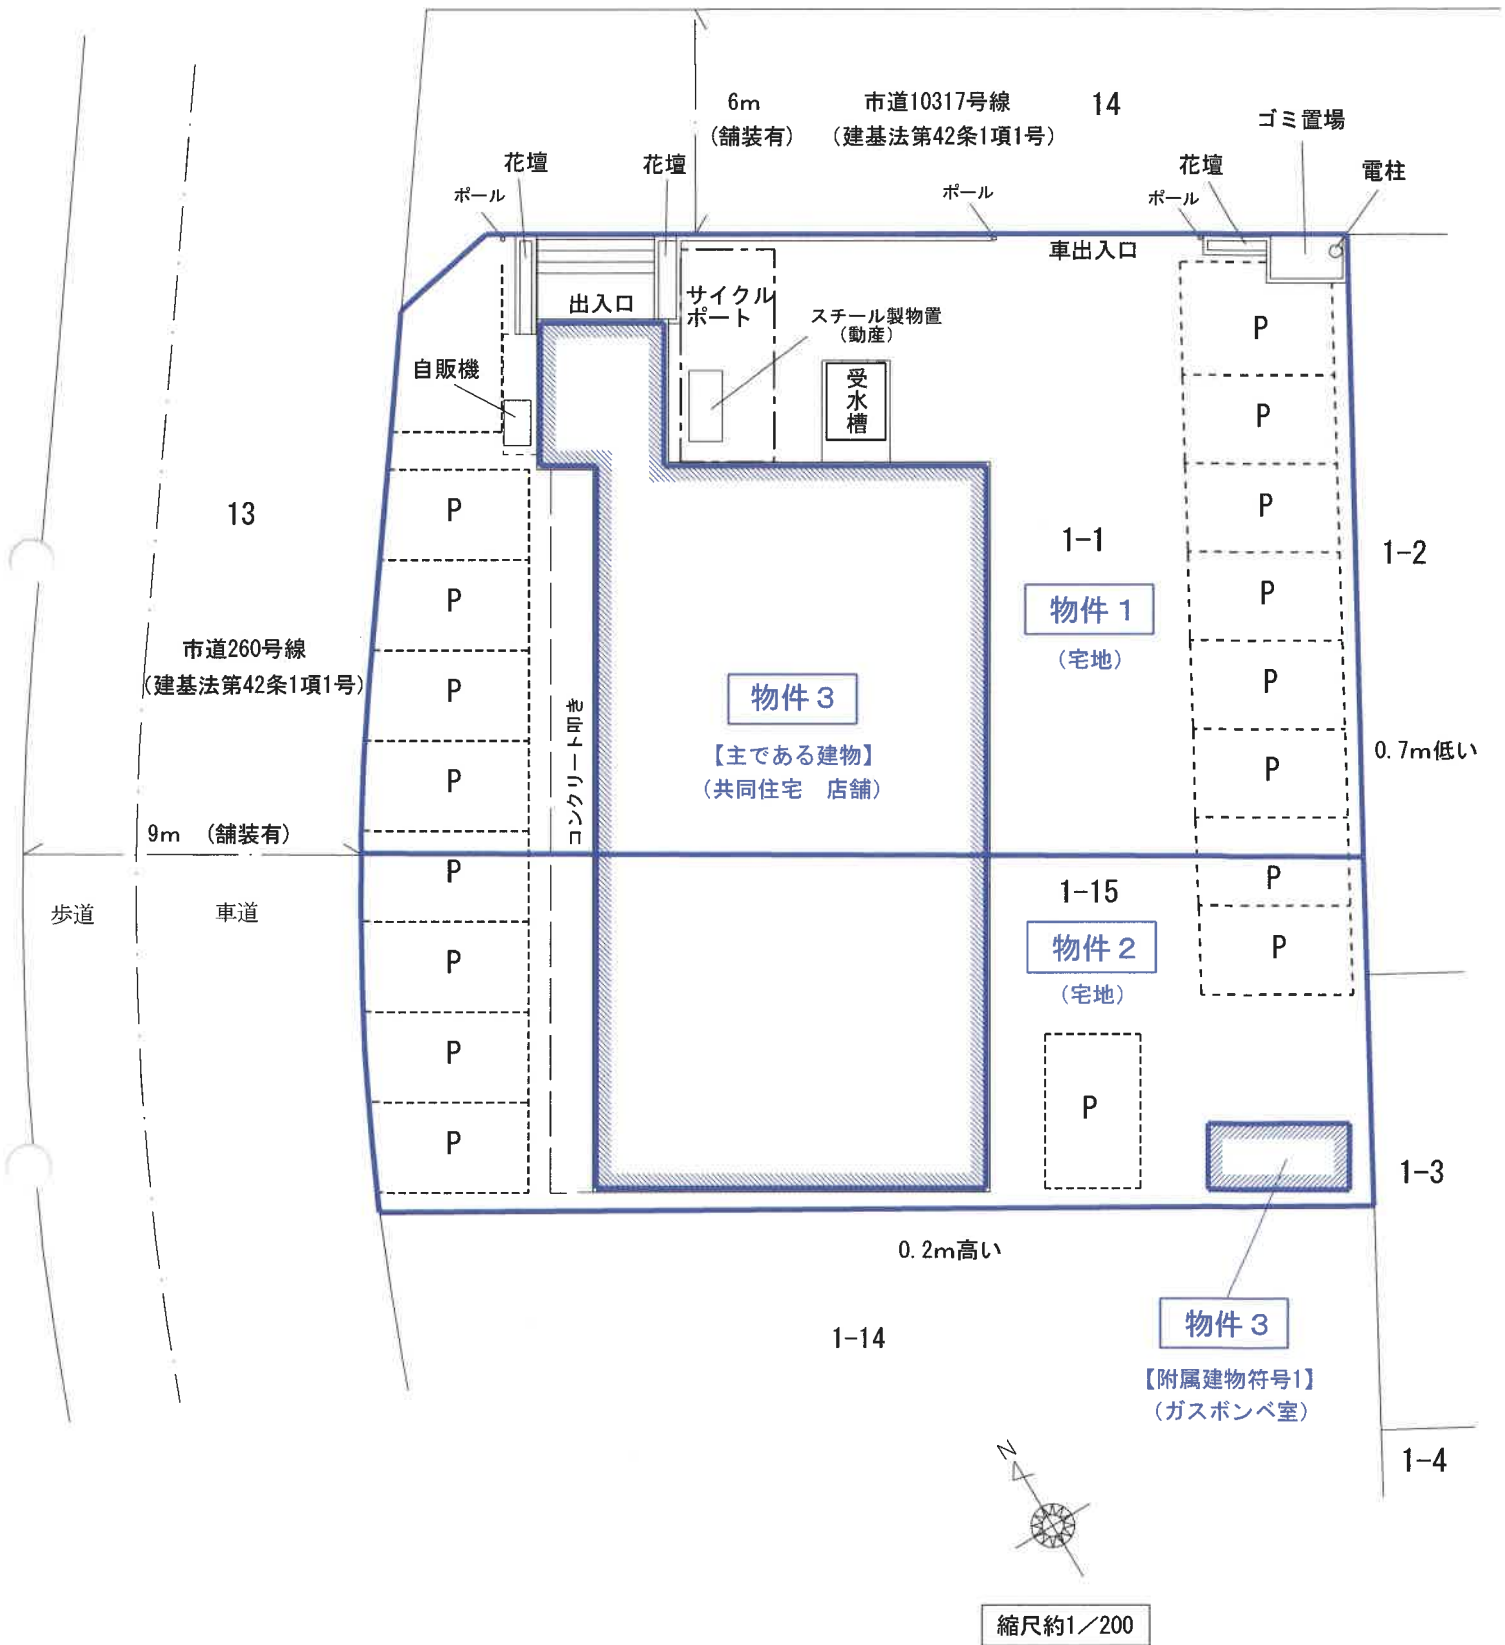 6m
(舗装有)
市道10317号線
(建基法第42条1項1号)
14
ゴミ置場
花壇
花壇
花壇
電柱
ポール
ポール
ポール
車出入口
出入口
サイクル
ポート
スチール製物置
(動産)
自販機
受水槽
P
P
P
P
P
P
P
P
13
市道260号線
(建基法第42条1項1号)
P
P
P
P
P
P
P
P
コンクリート叩き
1-1
物件1
(宅地)
1-2
物件3
【主である建物】
(共同住宅 店舗)
0.7m低い
9m (舗装有)
歩道
車道
1-15
物件2
(宅地)
P
1-3
0.2m高い
1-14
物件3
【附属建物符号1】
(ガスボンベ室)
1-4
N
縮尺約1/200